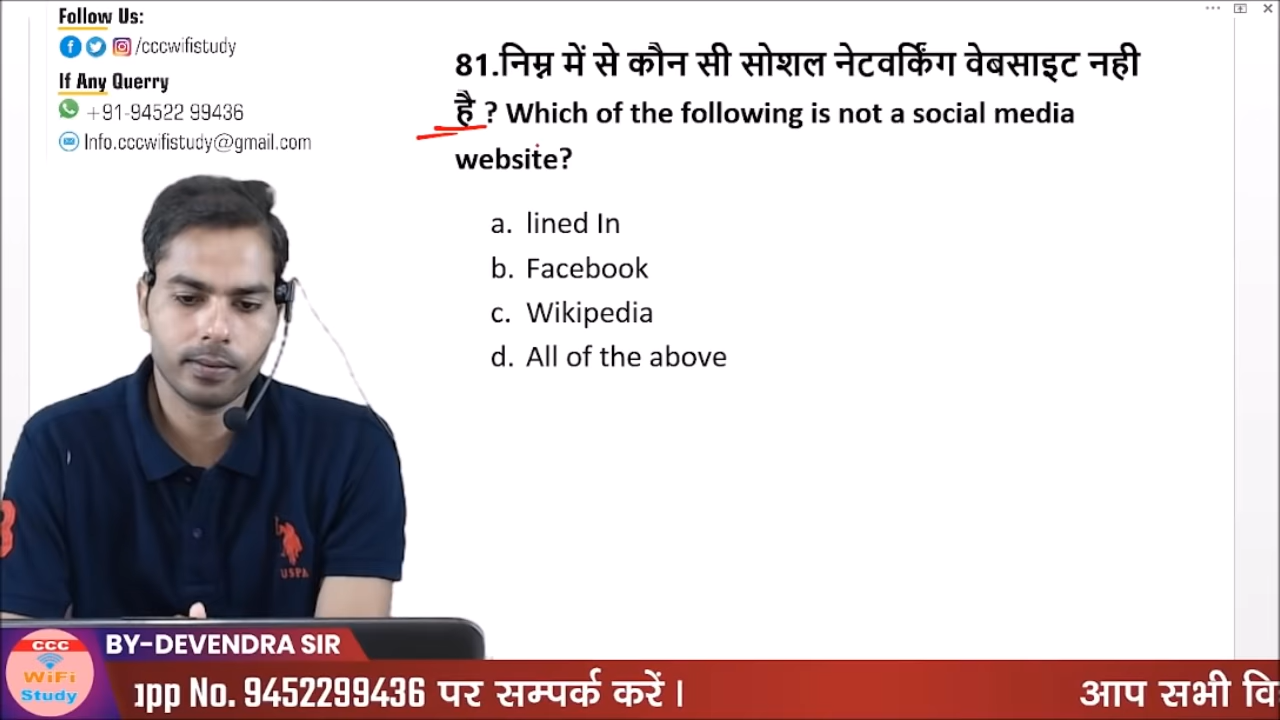 Follow Us:
/cccwifistudy
If Any Querry
+91-94522 99436
Info.cccwifistudy@gmail.com
81.निम्न में से कौन सी सोशल नेटवर्किंग वेबसाइट नही
है ? Which of the following is not a social media
website?
a. lined In
b. Facebook
c. Wikipedia
d. All of the above
USPA
CCC
WiFi
Study
BY-DEVENDRA SIR
pp No. 9452299436 पर सम्पर्क करें। आप सभी वि